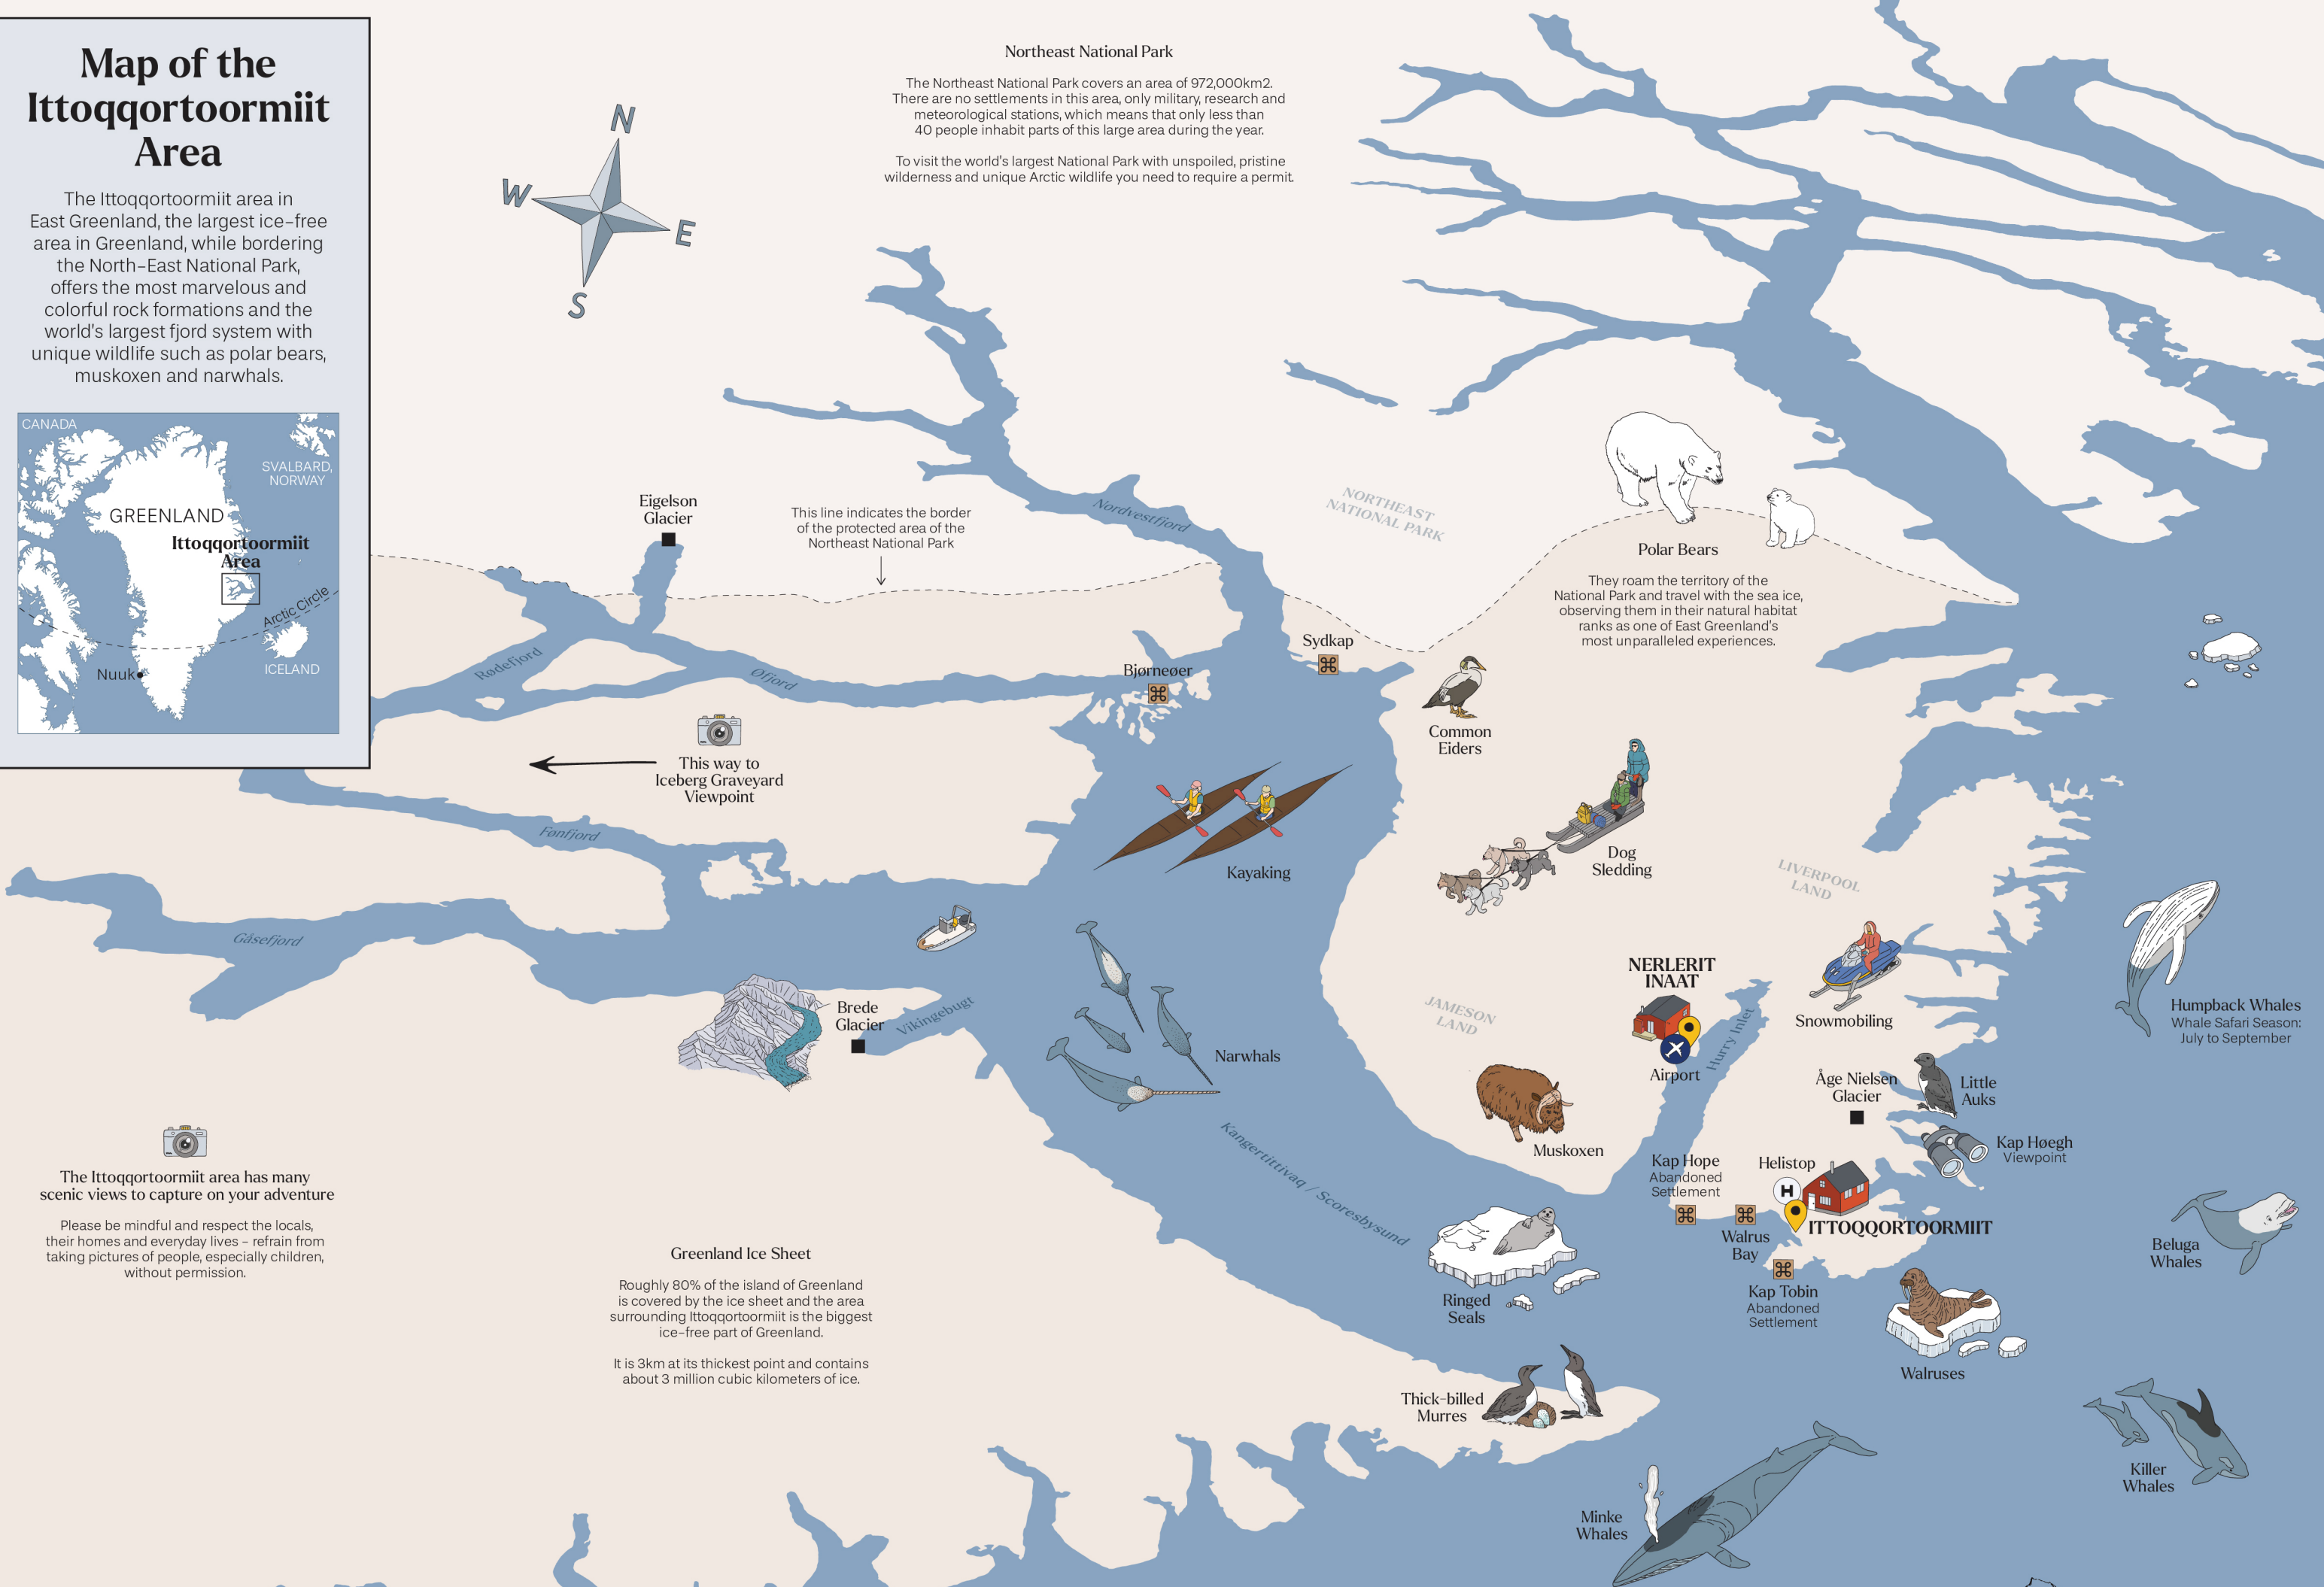 Map of the
Ittoqqortoormiit
Area
The Ittoqqortoormiit area in
East Greenland, the largest ice-free
area in Greenland, while bordering
the North-East National Park,
offers the most marvelous and
colorful rock formations and the
world's largest fjord system with
unique wildlife such as polar bears,
muskoxen and narwhals.
CANADA
SVALBARD,
NORWAY
GREENLAND
Ittoqqortoormiit
Area
Arctic Circle
ICELAND
Nuuk
N
W
E
S
Northeast National Park
The Northeast National Park covers an area of 972,000km2.
There are no settlements in this area, only military, research and
meteorological stations, which means that only less than
40 people inhabit parts of this large area during the year.
To visit the world's largest National Park with unspoiled, pristine
wilderness and unique Arctic wildlife you need to require a permit.
Eigelson
Glacier
This line indicates the border
of the protected area of the
Northeast National Park
Nordvestfjord
NORTHEAST
NATIONAL PARK
Polar Bears
They roam the territory of the
National Park and travel with the sea ice,
observing them in their natural habitat
ranks as one of East Greenland's
most unparalleled experiences.
Rødefjord
Øfjord
Bjørneøer
Sydkap
Common
Eiders
This way to
Iceberg Graveyard
Viewpoint
Fønfjord
Kayaking
Dog
Sledding
LIVERPOOL
LAND
Gåsefjord
Brede
Glacier
Vikingebugt
Narwhals
JAMESON
LAND
NERLERIT
INAAT
Airport
Hurry Inlet
Snowmobiling
Humpback Whales
Whale Safari Season:
July to September
Åge Nielsen
Glacier
Little
Auks
Muskoxen
Kap Høegh
Viewpoint
Kap Hope
Abandoned
Settlement
Helistop
H
ITTOQQORTOORMIIT
Walrus
Bay
Kap Tobin
Abandoned
Settlement
Beluga
Whales
Kangertittivaq / Scoresbysund
The Ittoqqortoormiit area has many
scenic views to capture on your adventure
Please be mindful and respect the locals,
their homes and everyday lives - refrain from
taking pictures of people, especially children,
without permission.
Greenland Ice Sheet
Roughly 80% of the island of Greenland
is covered by the ice sheet and the area
surrounding Ittoqqortoormiit is the biggest
ice-free part of Greenland.
It is 3km at its thickest point and contains
about 3 million cubic kilometers of ice.
Ringed
Seals
Walruses
Thick-billed
Murres
Killer
Whales
Minke
Whales